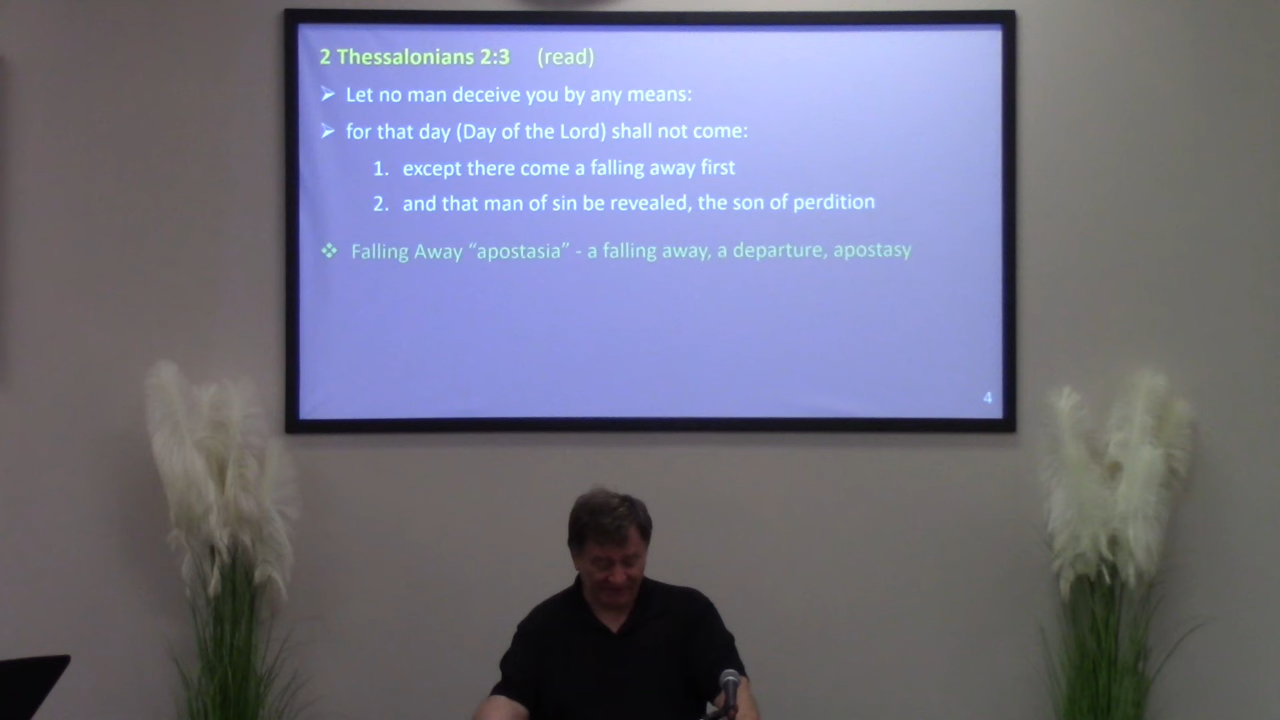 2 Thessalonians 2:3 (read)
➢ Let no man deceive you by any means:
➢ for that day (Day of the Lord) shall not come:
1. except there come a falling away first
2. and that man of sin be revealed, the son of perdition
❖ Falling Away “apostasia” - a falling away, a departure, apostasy
4